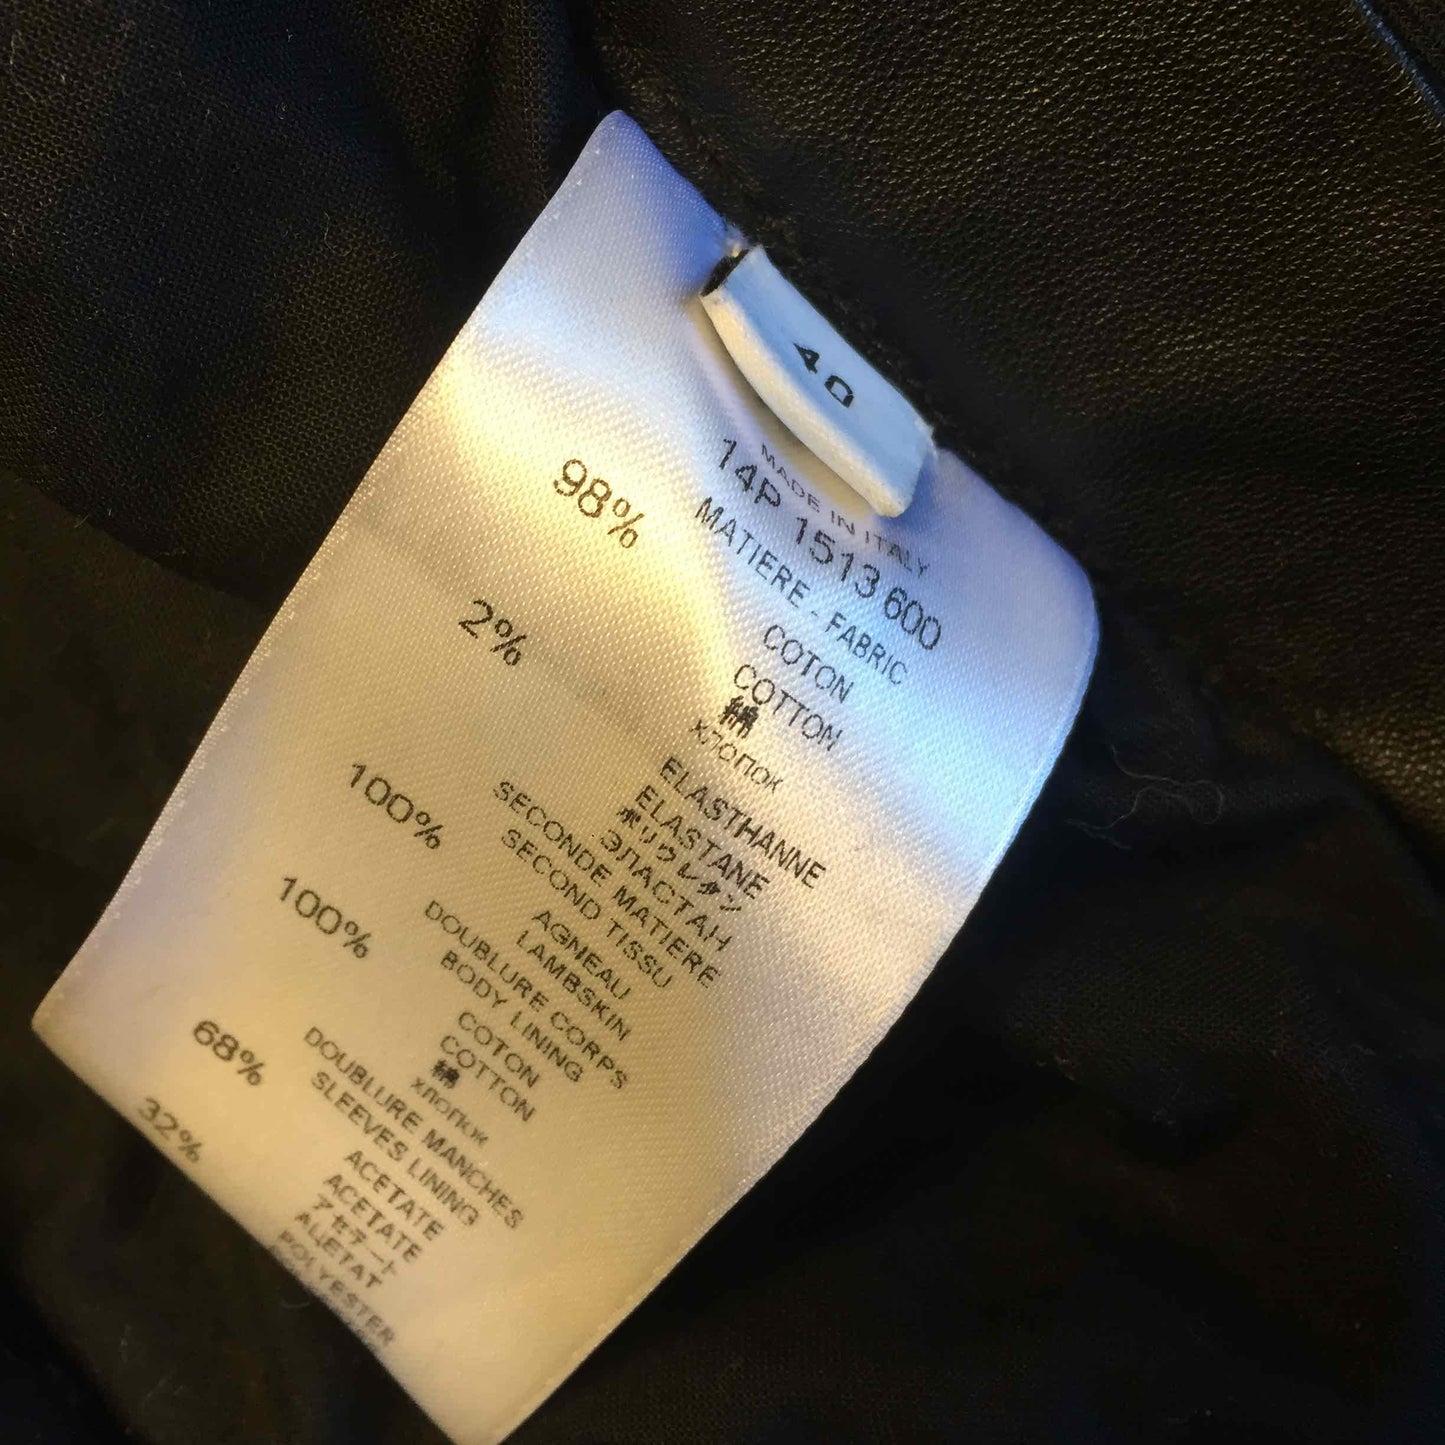 40
MADE IN ITALY
14P 1513 600
MATIERE - FABRIC
98% COTON
COTTON
綿
хлопок
2% ELASTHANNE
ELASTANE
ポリウレタン
ЭЛАСТАН
SECONDE MATIERE
SECOND TISSU
100% AGNEAU
LAMBSKIN
DOUBLURE CORPS
BODY LINING
100% COTON
COTTON
綿
хлопок
DOUBLURE MANCHES
SLEEVES LINING
68% ACETATE
ACETATE
アセテート
АЦЕТАТ
32% POLYESTER